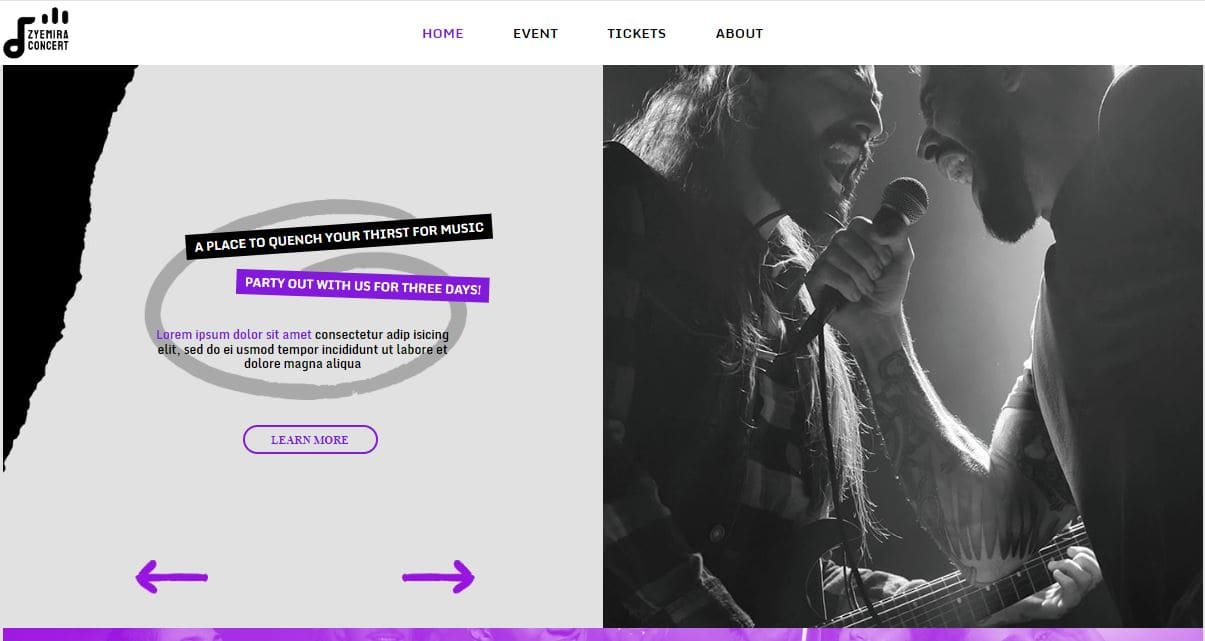 ZYEMIRA
CONCERT
HOME EVENT TICKETS ABOUT
A PLACE TO QUENCH YOUR THIRST FOR MUSIC
PARTY OUT WITH US FOR THREE DAYS!
Lorem ipsum dolor sit amet consectetur adip isicing
elit, sed do ei usmod tempor incididunt ut labore et
dolore magna aliqua
LEARN MORE